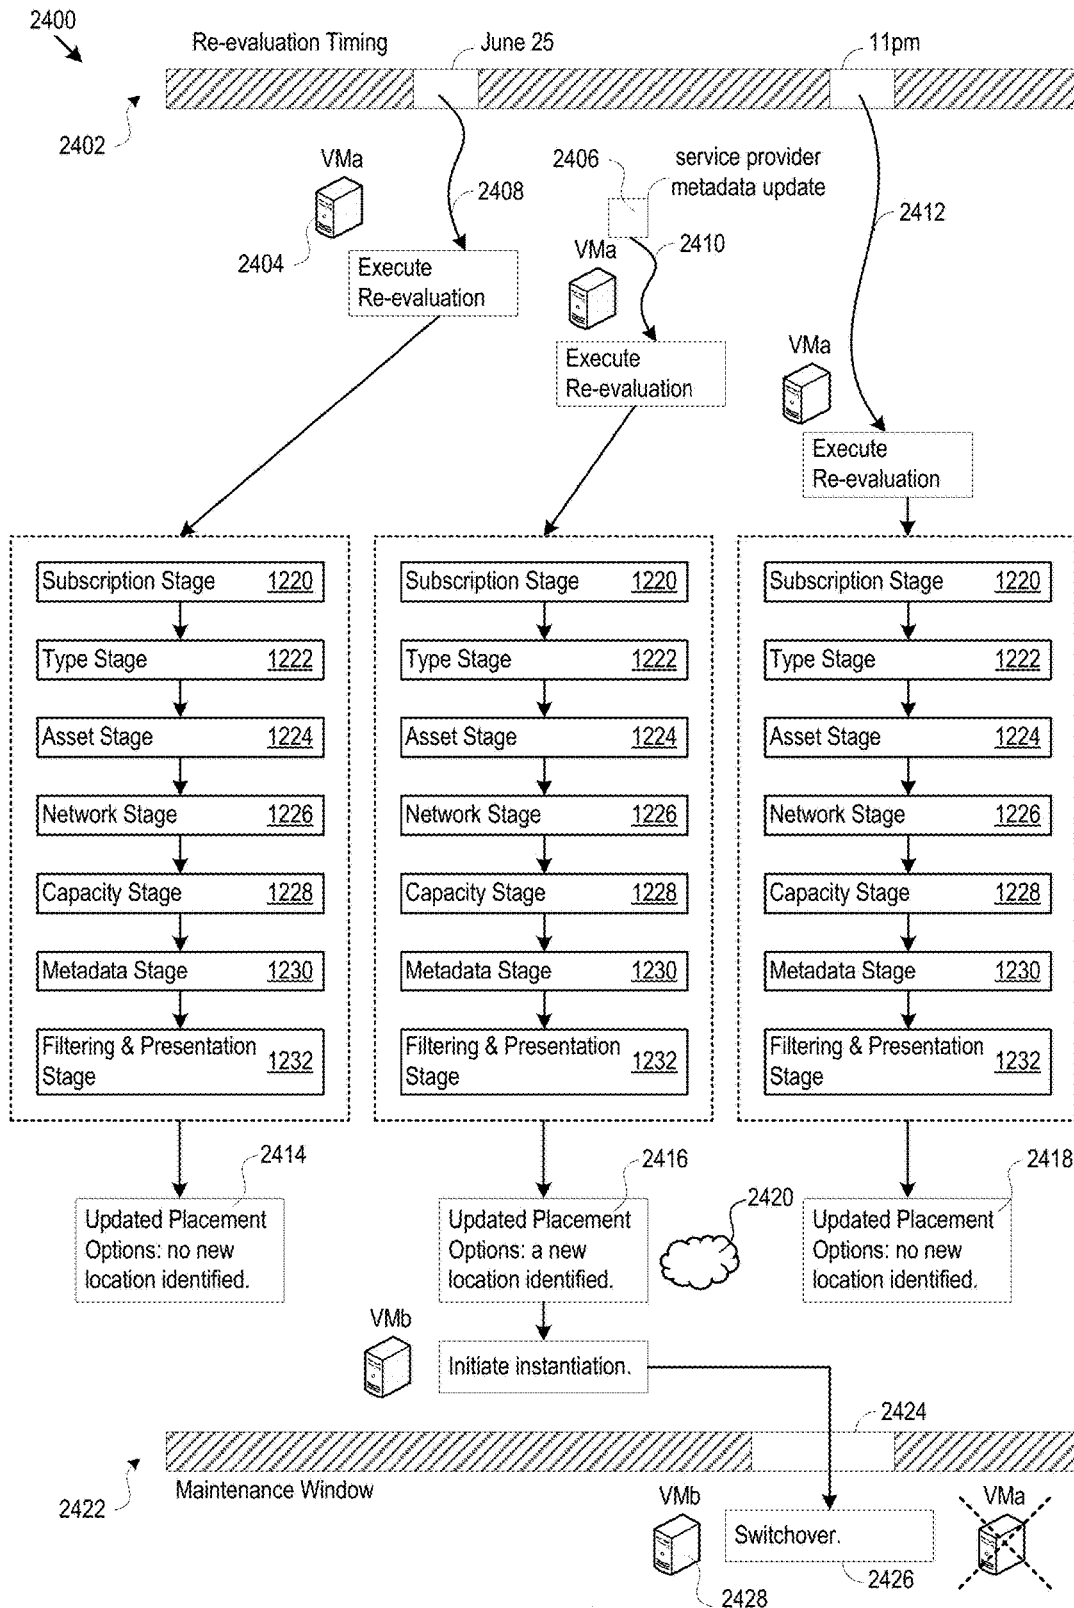 2400
Re-evaluation Timing
June 25
11pm
2402
VMa
2404
2408
2406
service provider
metadata update
2410
VMa
2412
VMa
Execute
Re-evaluation
Execute
Re-evaluation
Execute
Re-evaluation
Subscription Stage 1220
Type Stage 1222
Asset Stage 1224
Network Stage 1226
Capacity Stage 1228
Metadata Stage 1230
Filtering & Presentation
Stage 1232
Subscription Stage 1220
Type Stage 1222
Asset Stage 1224
Network Stage 1226
Capacity Stage 1228
Metadata Stage 1230
Filtering & Presentation
Stage 1232
Subscription Stage 1220
Type Stage 1222
Asset Stage 1224
Network Stage 1226
Capacity Stage 1228
Metadata Stage 1230
Filtering & Presentation
Stage 1232
2414
Updated Placement
Options: no new
location identified.
2416
Updated Placement
Options: a new
location identified.
2420
2418
Updated Placement
Options: no new
location identified.
VMb
Initiate instantiation.
2424
2422
Maintenance Window
VMb
2428
Switchover.
2426
VMa